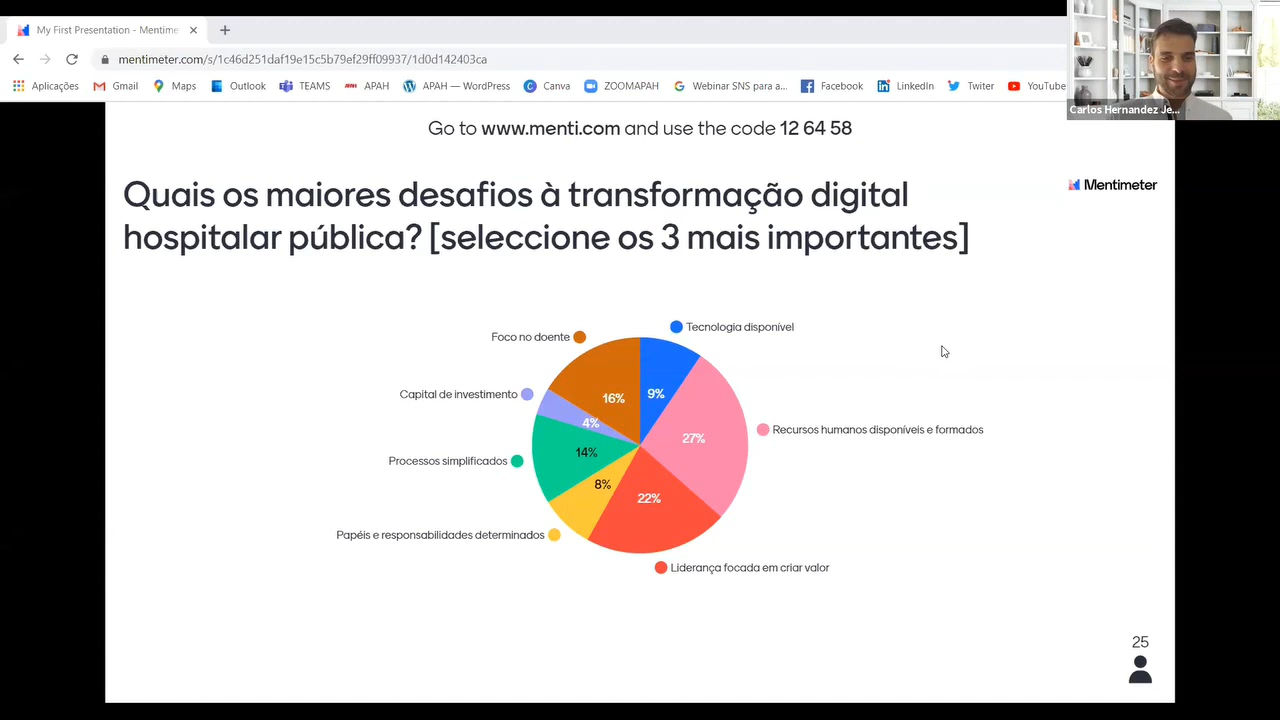 My First Presentation - Mentime
mentimeter.com/s/1c46d251daf19e15c5b79ef29ff09937/1d0d142403ca
Aplicações
Gmail
Maps
Outlook
TEAMS
APAH
APAH — WordPress
Canva
ZOOMAPAH
Webinar SNS para a...
Facebook
LinkedIn
Twiter
YouTube
Carlos Hernandez Je...
Go to www.menti.com and use the code 12 64 58
Mentimeter
Quais os maiores desafios à transformação digital
hospitalar pública? [seleccione os 3 mais importantes]
Tecnologia disponível
Foco no doente
9%
16%
Capital de investimento
4%
Recursos humanos disponíveis e formados
27%
Processos simplificados
14%
8%
22%
Papéis e responsabilidades determinados
Liderança focada em criar valor
25